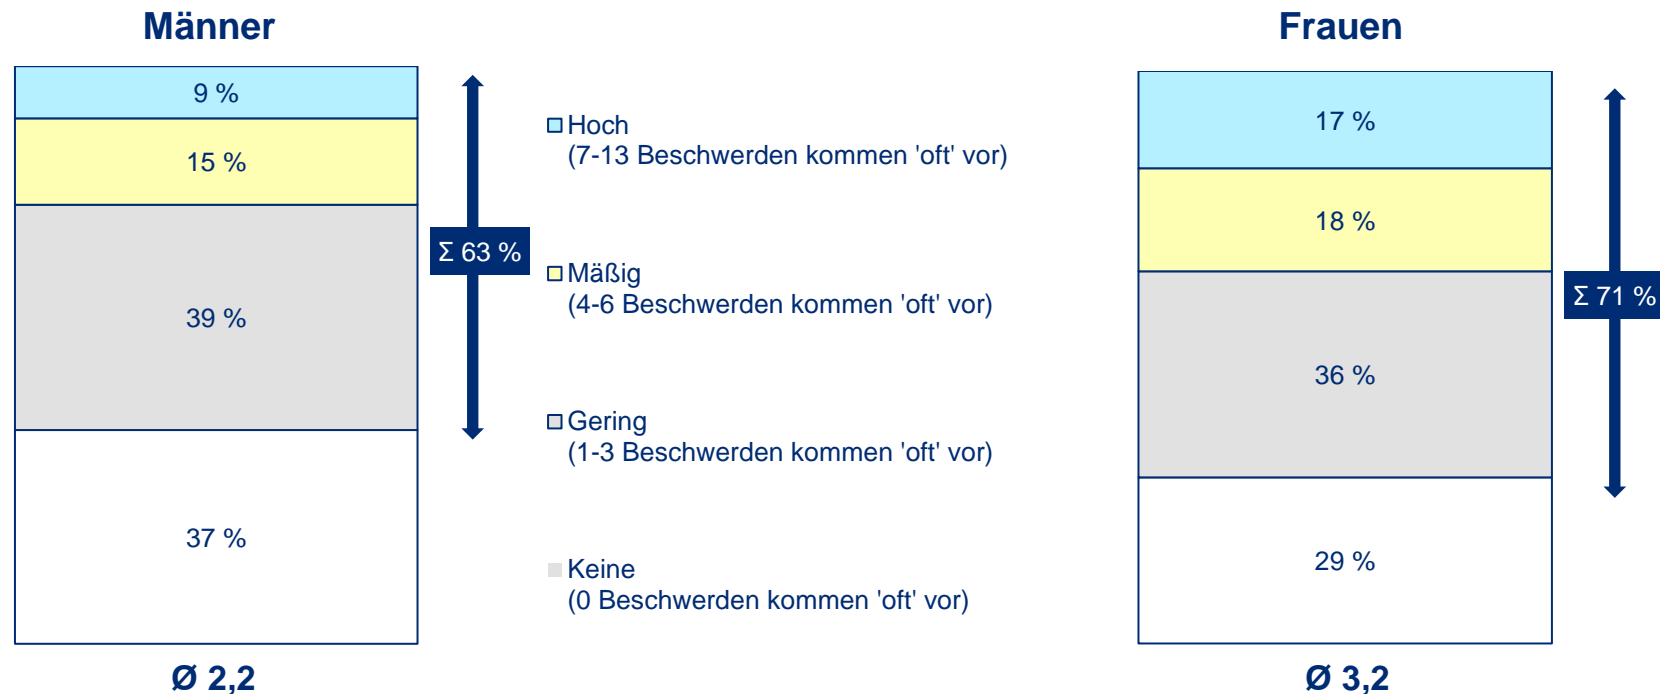 Männer
9 %
15 %
39 %
37 %
Σ 63 %
Ø 2,2
Hoch
(7-13 Beschwerden kommen 'oft' vor)
Mäßig
(4-6 Beschwerden kommen 'oft' vor)
Gering
(1-3 Beschwerden kommen 'oft' vor)
Keine
(0 Beschwerden kommen 'oft' vor)
Frauen
17 %
18 %
36 %
29 %
Σ 71 %
Ø 3,2